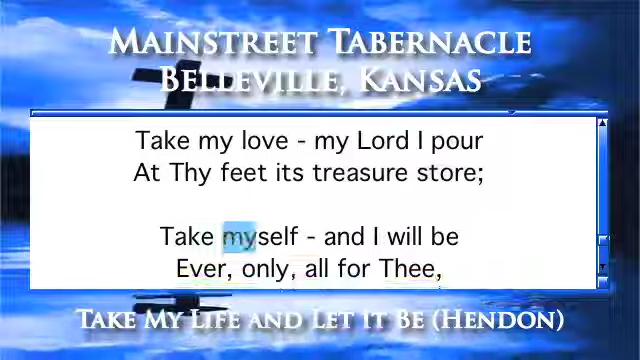 MAINSTREET TABERNACLE
BELLEVILLE, KANSAS
Take my love - my Lord I pour
At Thy feet its treasure store;
Take myself - and I will be
Ever, only, all for Thee,
TAKE MY LIFE AND LET IT BE (HENDON)